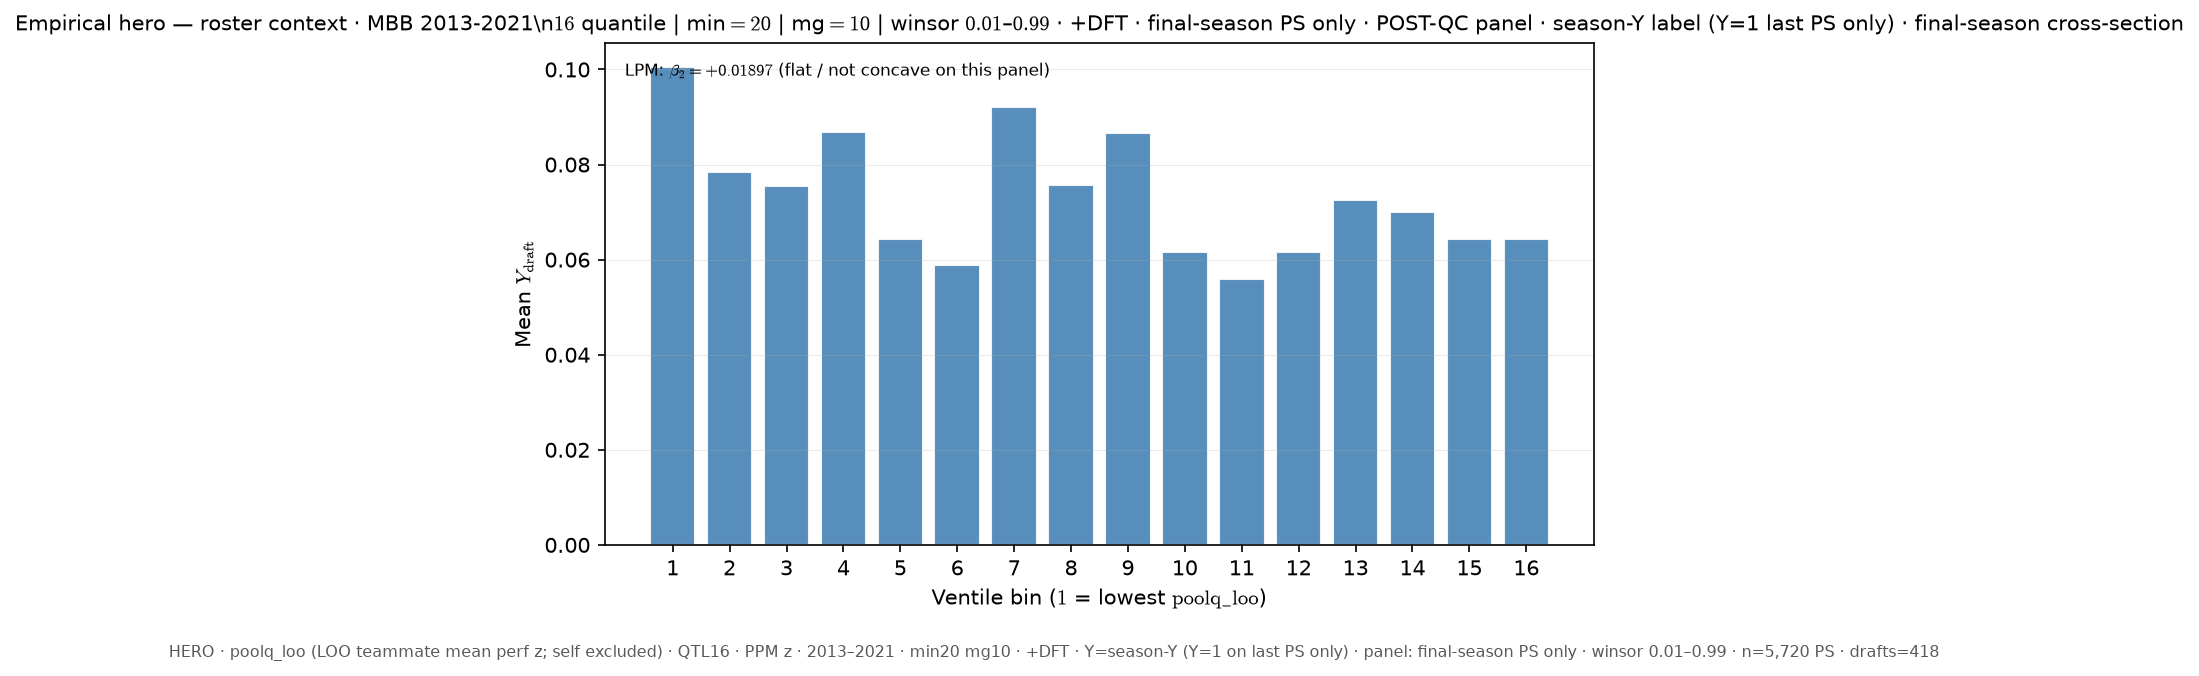 Empirical hero — roster context · MBB 2013-2021\n16 quantile | min = 20 | mg = 10 | winsor 0.01–0.99 · +DFT · final-season PS only · POST-QC panel · season-Y label (Y=1 last PS only) · final-season cross-section
LPM: β₂ = +0.01897 (flat / not concave on this panel)
Mean Y_draft
0.10
0.08
0.06
0.04
0.02
0.00
1 2 3 4 5 6 7 8 9 10 11 12 13 14 15 16
Ventile bin (1 = lowest poolq_loo)
HERO · poolq_loo (LOO teammate mean perf z; self excluded) · QTL16 · PPM z · 2013–2021 · min20 mg10 · +DFT · Y=season-Y (Y=1 on last PS only) · panel: final-season PS only · winsor 0.01–0.99 · n=5,720 PS · drafts=418